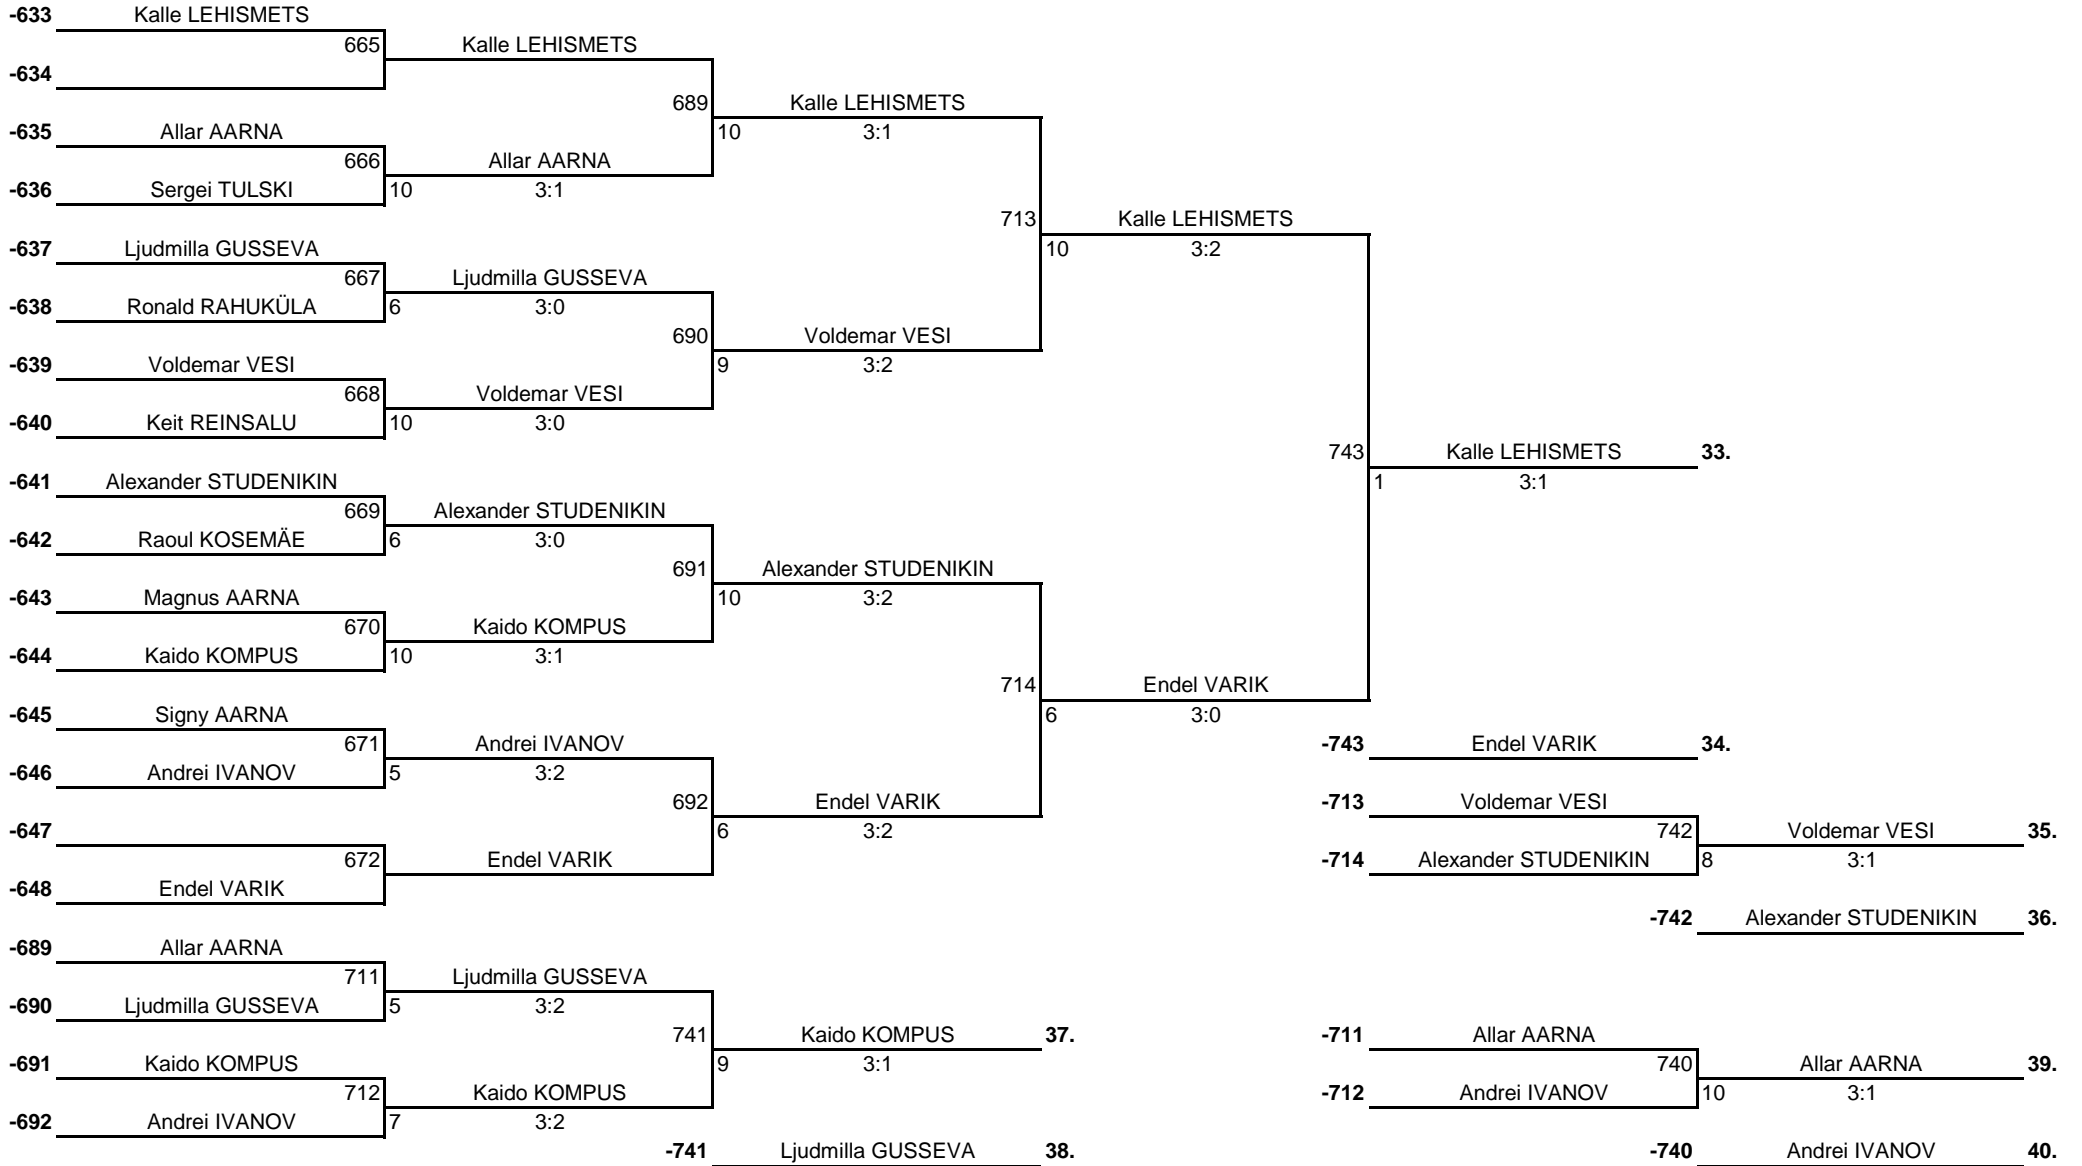 -633 Kalle LEHISMETS
665 Kalle LEHISMETS
-634
689 Kalle LEHISMETS
-635 Allar AARNA 10 3:1
666 Allar AARNA
-636 Sergei TULSKI 10 3:1
713 Kalle LEHISMETS
-637 Ljudmilla GUSSEVA 10 3:2
667 Ljudmilla GUSSEVA
-638 Ronald RAHUKÜLA 6 3:0
690 Voldemar VESI
-639 Voldemar VESI 9 3:2
668 Voldemar VESI
-640 Keit REINSALU 10 3:0
743 Kalle LEHISMETS 33.
-641 Alexander STUDENIKIN 1 3:1
669 Alexander STUDENIKIN
-642 Raoul KOSEMÄE 6 3:0
691 Alexander STUDENIKIN
-643 Magnus AARNA 10 3:2
670 Kaido KOMPUS
-644 Kaido KOMPUS 10 3:1
714 Endel VARIK
-645 Signy AARNA 6 3:0
671 Andrei IVANOV -743 Endel VARIK 34.
-646 Andrei IVANOV 5 3:2
692 Endel VARIK -713 Voldemar VESI
-647 6 3:2 742 Voldemar VESI 35.
672 Endel VARIK -714 Alexander STUDENIKIN 8 3:1
-648 Endel VARIK
-742 Alexander STUDENIKIN 36.
-689 Allar AARNA
711 Ljudmilla GUSSEVA
-690 Ljudmilla GUSSEVA 5 3:2
741 Kaido KOMPUS 37. -711 Allar AARNA
-691 Kaido KOMPUS 9 3:1 740 Allar AARNA 39.
712 Kaido KOMPUS -712 Andrei IVANOV 10 3:1
-692 Andrei IVANOV 7 3:2
-741 Ljudmilla GUSSEVA 38. -740 Andrei IVANOV 40.